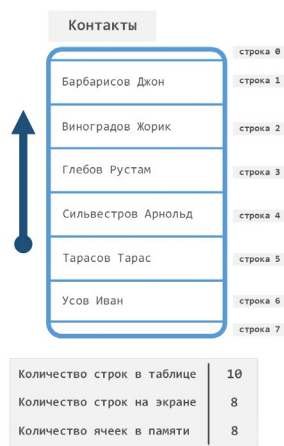 Контакты
строка 0
Барбарисов Джон строка 1
Виноградов Жорик строка 2
Глебов Рустам строка 3
Сильвестров Арнольд строка 4
Тарасов Тарас строка 5
Усов Иван строка 6
строка 7
Количество строк в таблице 10
Количество строк на экране 8
Количество ячеек в памяти 8